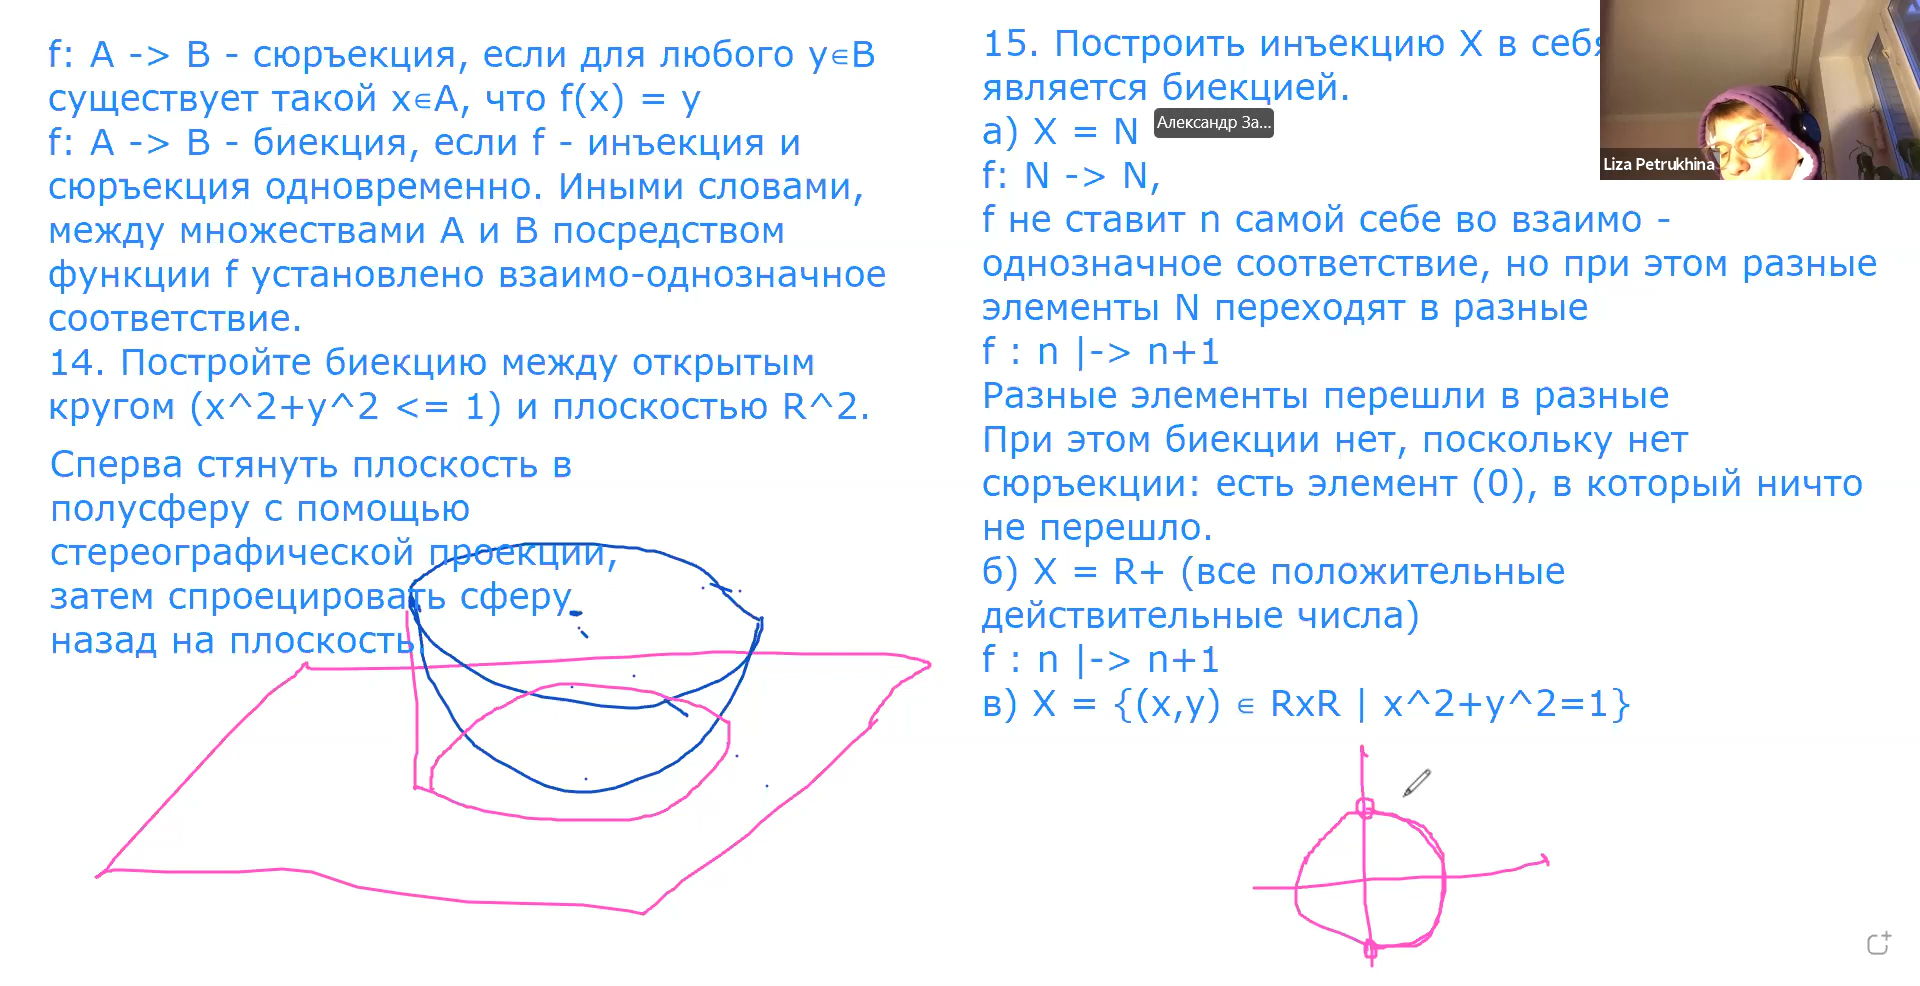 f: A -> B - сюръекция, если для любого y∈B
существует такой x∈A, что f(x) = y
f: A -> B - биекция, если f - инъекция и
сюръекция одновременно. Иными словами,
между множествами A и B посредством
функции f установлено взаимо-однозначное
соответствие.
14. Постройте биекцию между открытым
кругом (x^2+y^2 <= 1) и плоскостью R^2.
Сперва стянуть плоскость в
полусферу с помощью
стереографической проекции,
затем спроецировать сферу
назад на плоскость
15. Построить инъекцию X в себя
является биекцией.
а) X = N
Александр За...
f: N -> N,
f не ставит n самой себе во взаимо -
однозначное соответствие, но при этом разные
элементы N переходят в разные
f : n |-> n+1
Разные элементы перешли в разные
При этом биекции нет, поскольку нет
сюръекции: есть элемент (0), в который ничто
не перешло.
б) X = R+ (все положительные
действительные числа)
f : n |-> n+1
в) X = {(x,y) ∈ RxR | x^2+y^2=1}
Liza Petrukhina